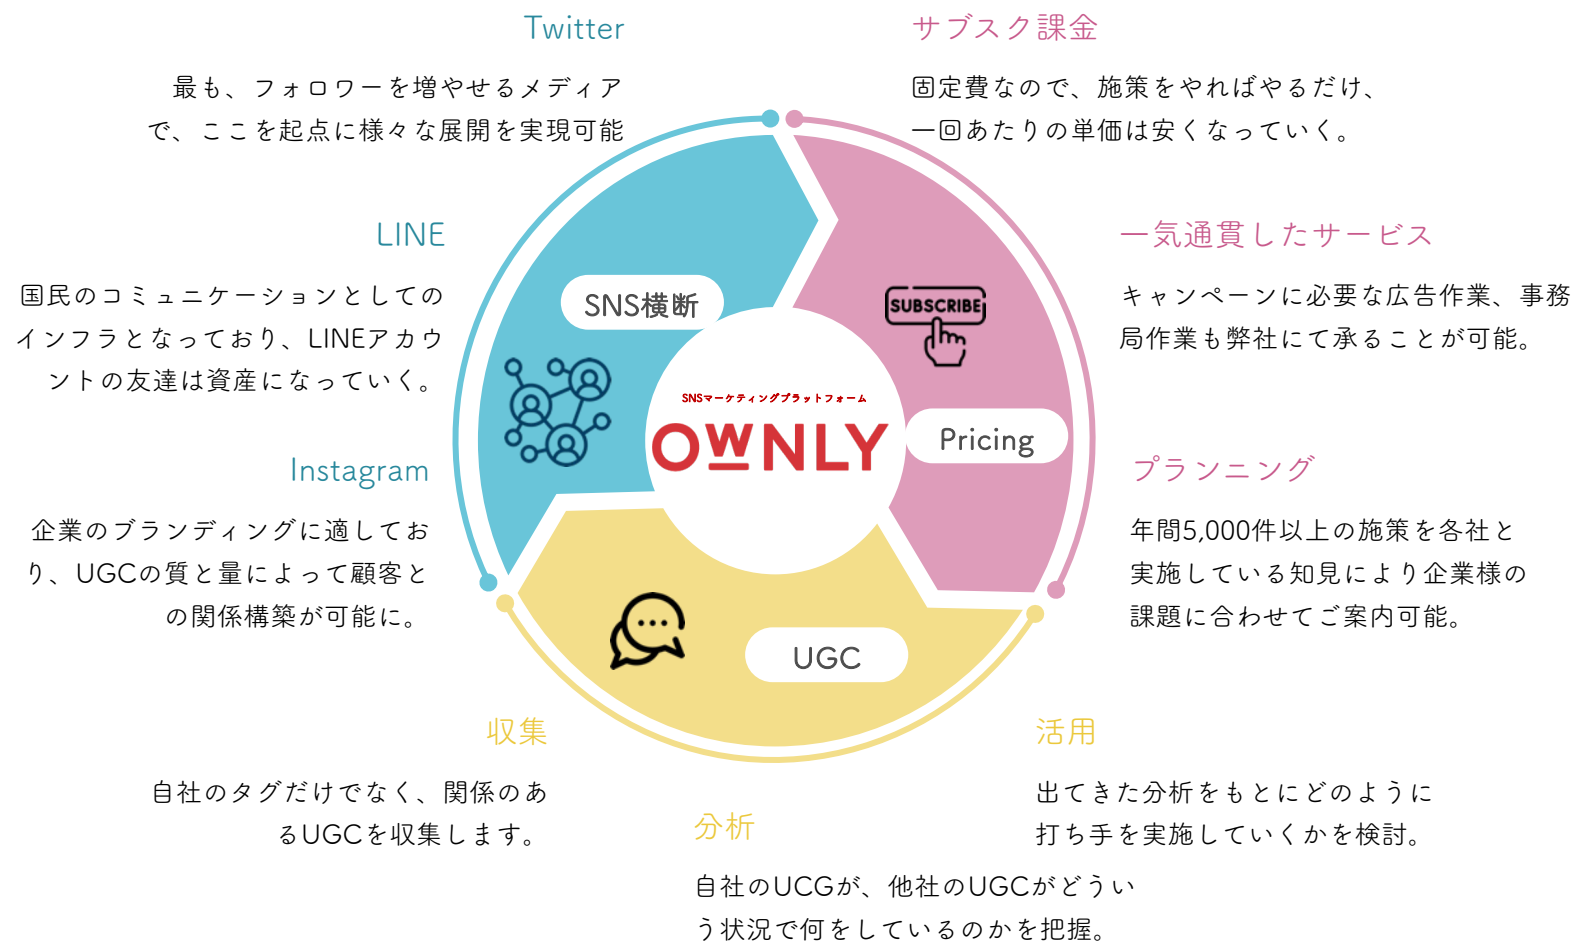 Twitter
最も、フォロワーを増やせるメディア
で、ここを起点に様々な展開を実現可能
サブスク課金
固定費なので、施策をやればやるだけ、
一回あたりの単価は安くなっていく。
LINE
国民のコミュニケーションとしての
インフラとなっており、LINEアカウ
ントの友達は資産になっていく。
一気通貫したサービス
キャンペーンに必要な広告作業、事務
局作業も弊社にて承ることが可能。
SNS横断
SUBSCRIBE
SNSマーケティングプラットフォーム
OWNLY
Pricing
Instagram
企業のブランディングに適してお
り、UGCの質と量によって顧客と
の関係構築が可能に。
プランニング
年間5,000件以上の施策を各社と
実施している知見により企業様の
課題に合わせてご案内可能。
UGC
収集
自社のタグだけでなく、関係のあ
るUGCを収集します。
分析
自社のUCGが、他社のUGCがどうい
う状況で何をしているのかを把握。
活用
出てきた分析をもとにどのように
打ち手を実施していくかを検討。